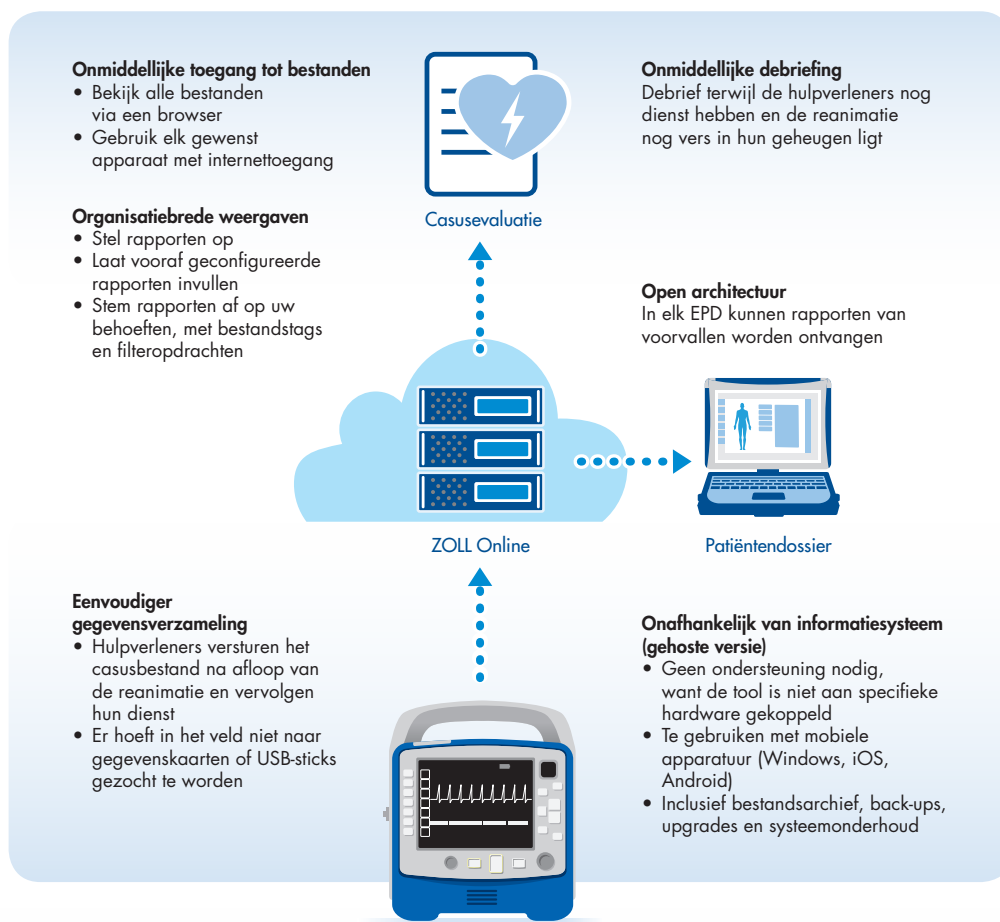 Onmiddellijke toegang tot bestanden
• Bekijk alle bestanden
via een browser
• Gebruik elk gewenst
apparaat met internettoegang
Organisatiebrede weergaven
• Stel rapporten op
• Laat vooraf geconfigureerde
rapporten invullen
• Stem rapporten af op uw
behoeften, met bestandstags
en filteropdrachten
Casusevaluatie
Onmiddellijke debriefing
Debrief terwijl de hulpverleners nog
dienst hebben en de reanimatie
nog vers in hun geheugen ligt
Open architectuur
In elk EPD kunnen rapporten van
voorvallen worden ontvangen
ZOLL Online
Patiëntendossier
Eenvoudiger
gegevensverzameling
• Hulpverleners versturen het
casusbestand na afloop van
de reanimatie en vervolgen
hun dienst
• Er hoeft in het veld niet naar
gegevenskaarten of USB-sticks
gezocht te worden
Onafhankelijk van informatiesysteem
(gehoste versie)
• Geen ondersteuning nodig,
want de tool is niet aan specifieke
hardware gekoppeld
• Te gebruiken met mobiele
apparatuur (Windows, iOS,
Android)
• Inclusief bestandsarchief, back-ups,
upgrades en systeemonderhoud